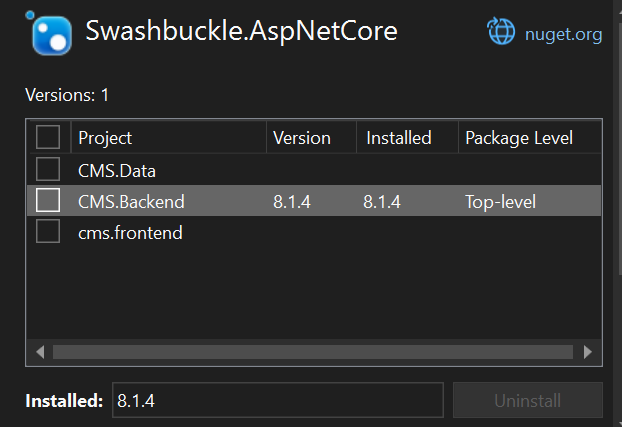 Swashbuckle.AspNetCore nuget.org
Versions: 1
Project Version Installed Package Level
CMS.Data
CMS.Backend 8.1.4 8.1.4 Top-level
cms.frontend
Installed: 8.1.4 Uninstall